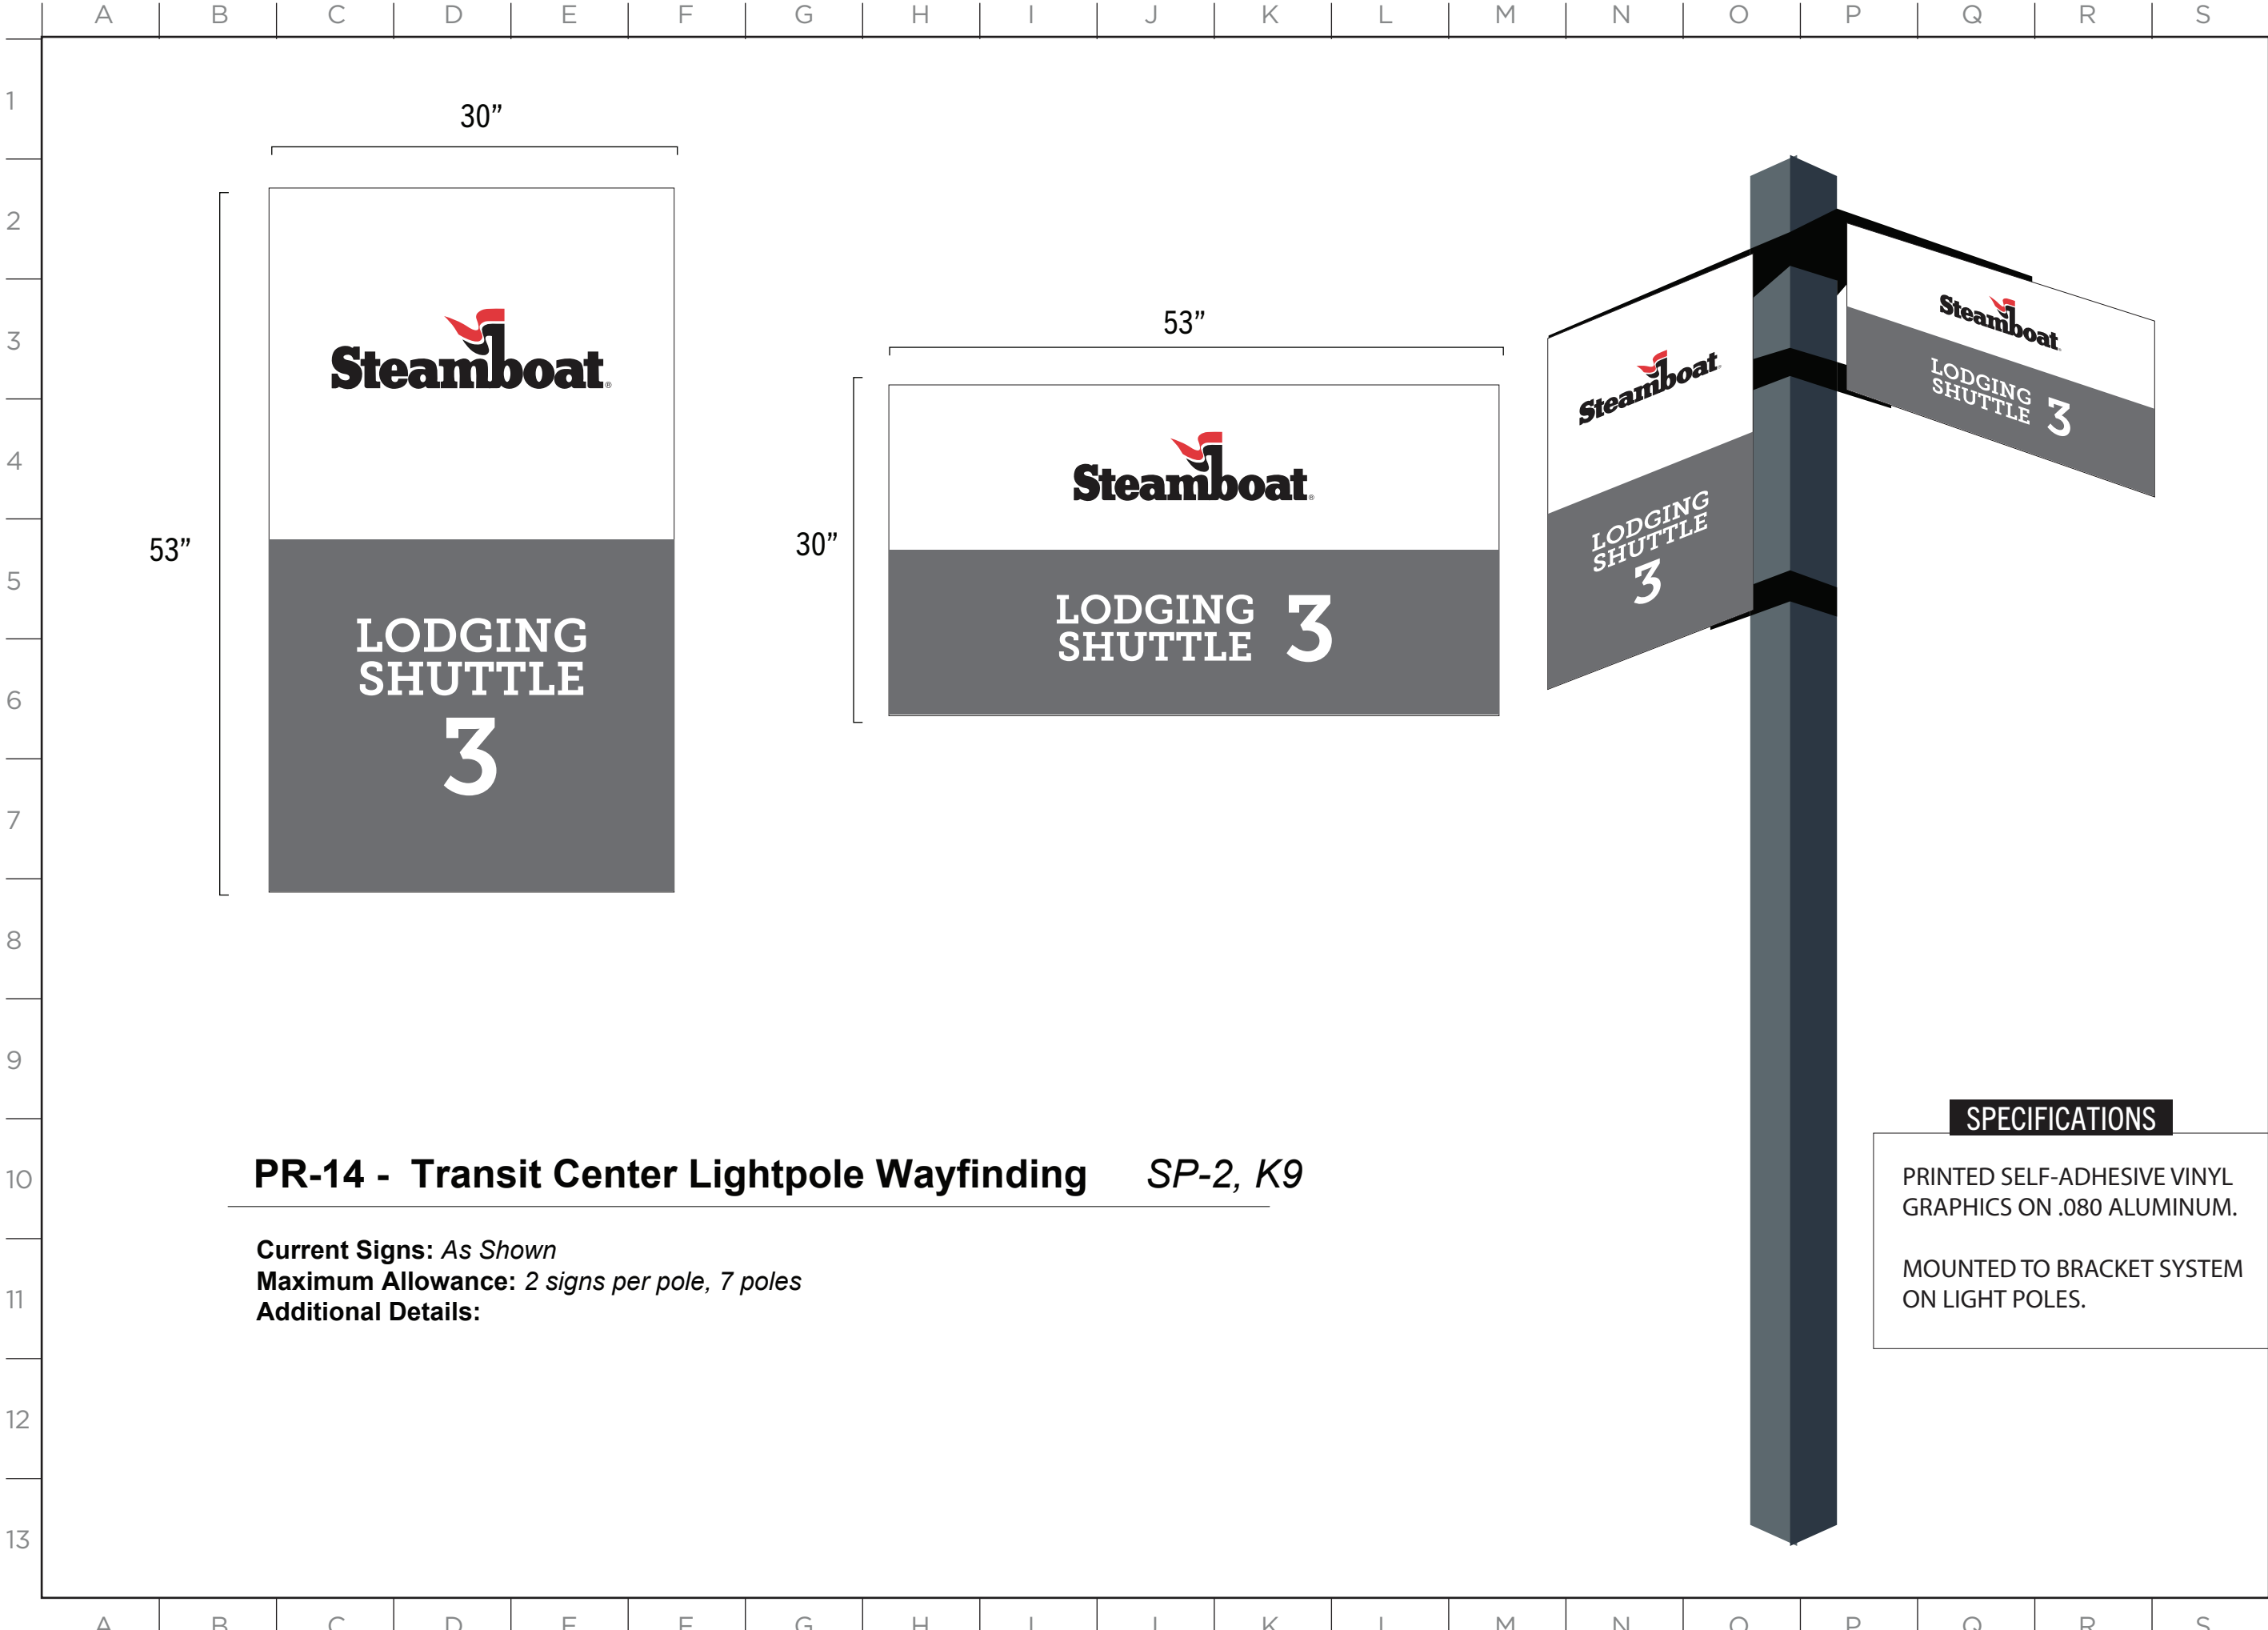 A B C D E F G H I J K L M N O P Q R S
1
2
3
4
5
6
7
8
9
10
11
12
13
30”
53”
Steamboat®
LODGING
SHUTTLE
3
53”
30”
Steamboat®
LODGING
SHUTTLE 3
Steamboat
LODGING
SHUTTLE
3
Steamboat
LODGING
SHUTTLE 3
PR-14 - Transit Center Lightpole Wayfinding SP-2, K9
Current Signs: As Shown
Maximum Allowance: 2 signs per pole, 7 poles
Additional Details:
SPECIFICATIONS
PRINTED SELF-ADHESIVE VINYL
GRAPHICS ON .080 ALUMINUM.
MOUNTED TO BRACKET SYSTEM
ON LIGHT POLES.
A B C D E F G H I J K L M N O P Q R S